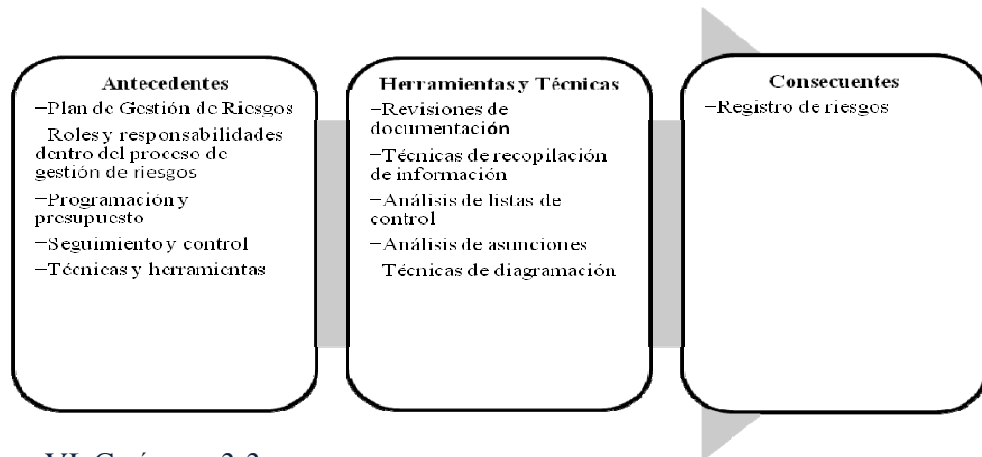 Antecedentes
–Plan de Gestión de Riesgos
Roles y responsabilidades
dentro del proceso de
gestión de riesgos
–Programación y
presupuesto
–Seguimiento y control
–Técnicas y herramientas
Herramientas y Técnicas
–Revisiones de
documentación
–Técnicas de recopilación
de información
–Análisis de listas de
control
–Análisis de asunciones
Técnicas de diagramación
Consecuentes
–Registro de riesgos